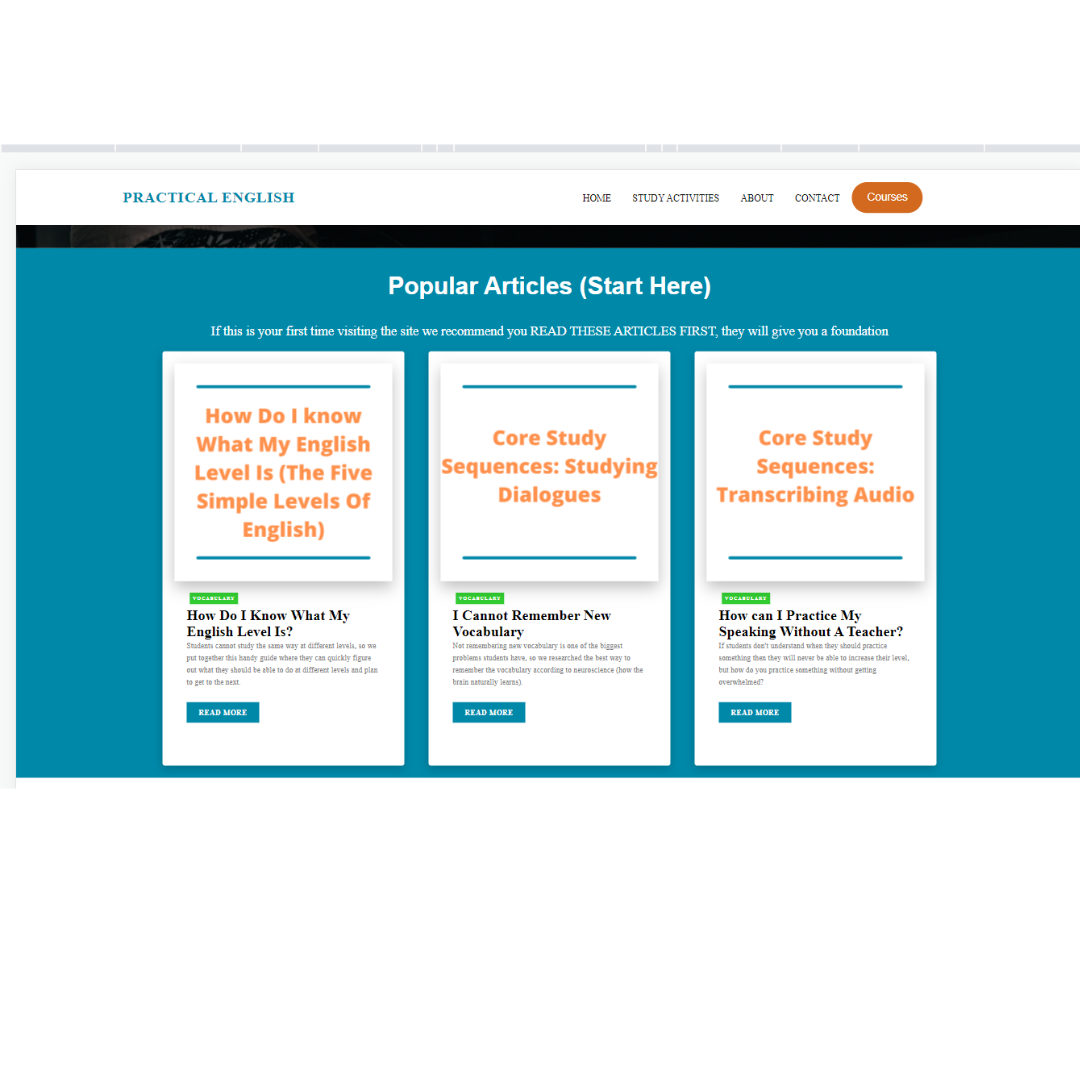 PRACTICAL ENGLISH
HOME STUDY ACTIVITIES ABOUT CONTACT Courses
Popular Articles (Start Here)
If this is your first time visiting the site we recommend you READ THESE ARTICLES FIRST, they will give you a foundation
How Do I know
What My English
Level Is (The Five
Simple Levels Of
English)
VOCABULARY
How Do I Know What My
English Level Is?
Students cannot study the same way at different levels, so we
put together this handy guide where they can quickly figure
out what they should be able to do at different levels and plan
to get to the next.
READ MORE
Core Study
Sequences: Studying
Dialogues
VOCABULARY
I Cannot Remember New
Vocabulary
Not remembering new vocabulary is one of the biggest
problems students have, so we researched the best way to
remember the vocabulary according to neuroscience (how the
brain naturally learns).
READ MORE
Core Study
Sequences:
Transcribing Audio
VOCABULARY
How can I Practice My
Speaking Without A Teacher?
If students don't understand when they should practice
something then they will never be able to increase their level,
but how do you practice something without getting
overwhelmed?
READ MORE